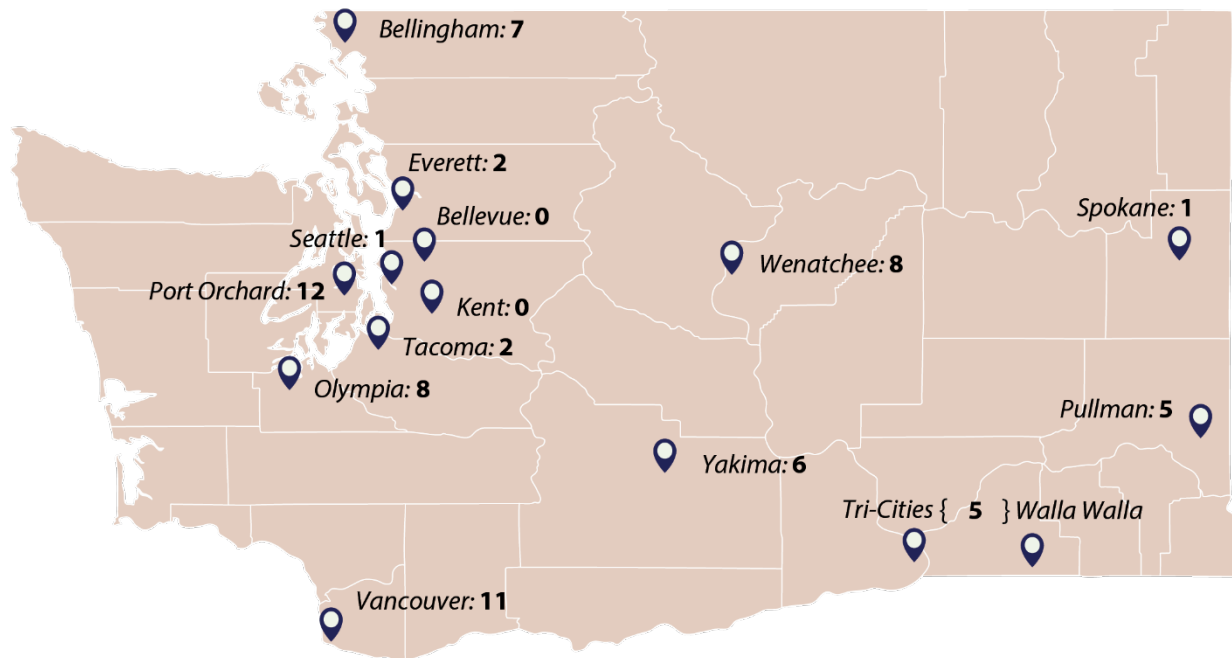 Bellingham: 7
Everett: 2
Bellevue: 0
Seattle: 1
Spokane: 1
Wenatchee: 8
Port Orchard: 12
Kent: 0
Tacoma: 2
Olympia: 8
Pullman: 5
Yakima: 6
Tri-Cities { 5 } Walla Walla
Vancouver: 11